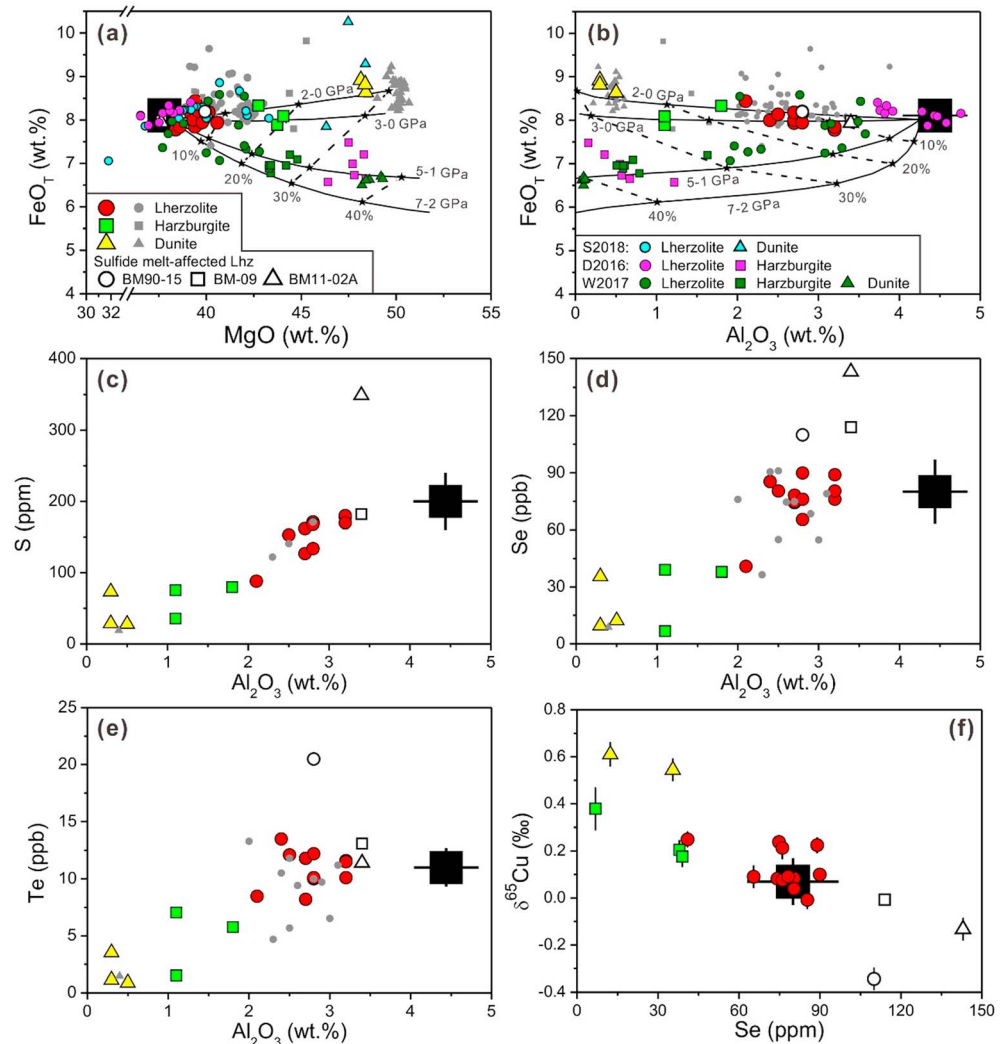 (a)
10
9
8
7
6
5
4
FeO_T (wt.%)
2-0 GPa
3-0 GPa
5-1 GPa
7-2 GPa
10%
20%
30%
40%
Lherzolite
Harzburgite
Dunite
Sulfide melt-affected Lhz
BM90-15 BM-09 BM11-02A
30 32 40 45 50 55
MgO (wt.%)
(b)
10
9
8
7
6
5
4
FeO_T (wt.%)
2-0 GPa
3-0 GPa
5-1 GPa
7-2 GPa
10%
20%
30%
40%
S2018: Lherzolite Dunite
D2016: Lherzolite Harzburgite
W2017 Lherzolite Harzburgite Dunite
0 1 2 3 4 5
Al₂O₃ (wt.%)
(c)
400
300
200
100
0
S (ppm)
0 1 2 3 4 5
Al₂O₃ (wt.%)
(d)
150
120
90
60
30
0
Se (ppb)
0 1 2 3 4 5
Al₂O₃ (wt.%)
(e)
25
20
15
10
5
0
Te (ppb)
0 1 2 3 4 5
Al₂O₃ (wt.%)
(f)
0.8
0.6
0.4
0.2
0.0
-0.2
-0.4
δ⁶⁵Cu (‰)
0 30 60 90 120 150
Se (ppm)